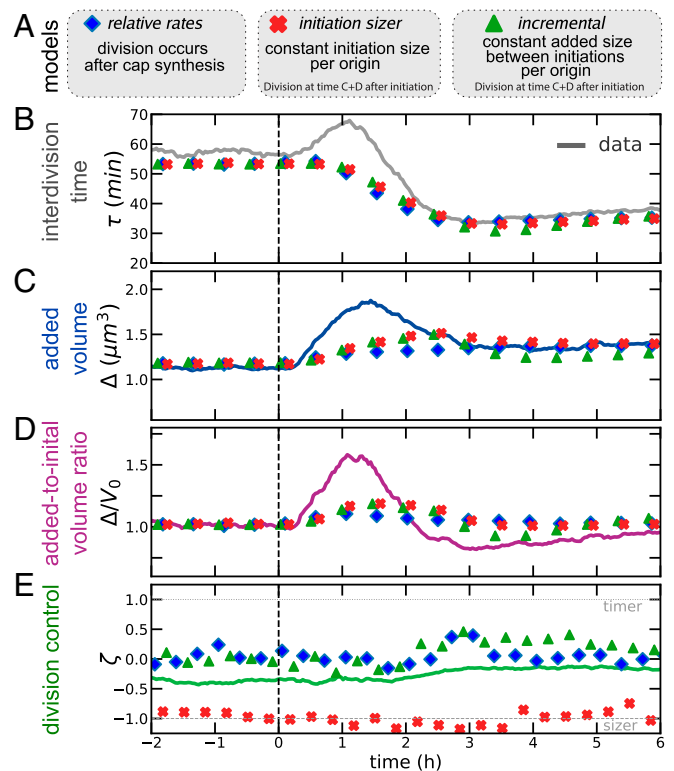 A
models
relative rates
division occurs
after cap synthesis
initiation sizer
constant initiation size
per origin
Division at time C+D after initiation
incremental
constant added size
between initiations
per origin
Division at time C+D after initiation
B
interdivision
time
τ (min)
70
60
50
40
30
20
data
C
added
volume
Δ (μm³)
2.0
1.5
1.0
D
added-to-inital
volume ratio
Δ/V₀
1.5
1.0
E
division control
ζ
1.0
0.5
0.0
−0.5
−1.0
timer
sizer
−2 −1 0 1 2 3 4 5 6
time (h)